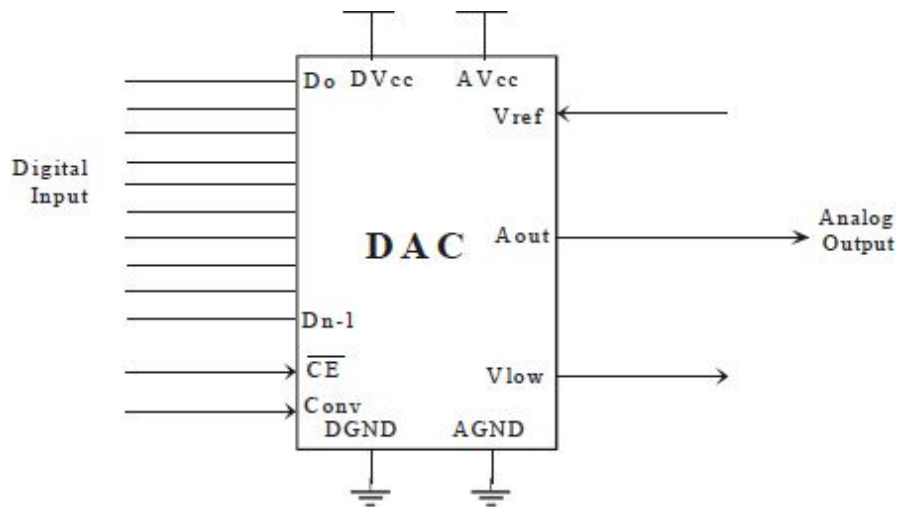 Do
DVcc
AVcc
Vref
Digital
Input
DAC
Aout
Analog
Output
Dn-1
CE
Vlow
Conv
DGND
AGND